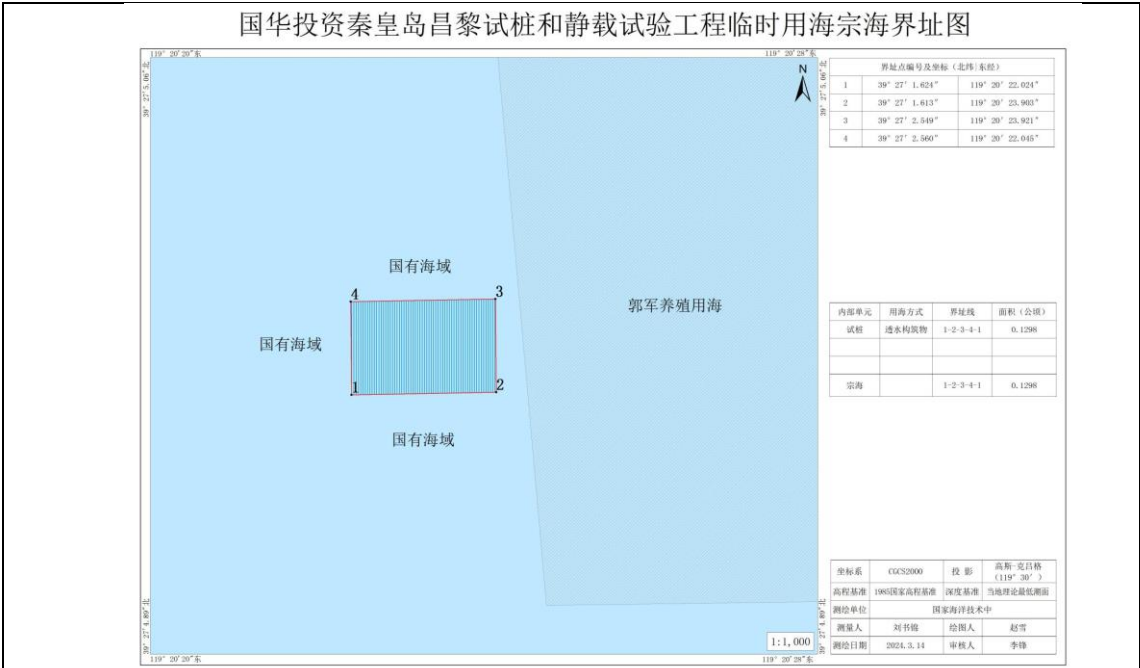 国华投资秦皇岛昌黎试桩和静载试验工程临时用海宗海界址图
119° 20′20″东
119° 20′28″东
39° 27′5.06″北
39° 27′5.06″北
N
界址点编号及坐标（北纬|东经）
1 39° 27′ 1.624″ 119° 20′ 22.024″
2 39° 27′ 1.613″ 119° 20′ 23.903″
3 39° 27′ 2.549″ 119° 20′ 23.921″
4 39° 27′ 2.560″ 119° 20′ 22.045″
国有海域
4
3
郭军养殖用海
国有海域
1
2
国有海域
内部单元 用海方式 界址线 面积（公顷）
试桩 透水构筑物 1-2-3-4-1 0.1298
宗海 1-2-3-4-1 0.1298
坐标系 CGCS2000 投 影 高斯-克吕格
（119° 30′）
高程基准 1985国家高程基准 深度基准 当地理论最低潮面
测绘单位 国家海洋技术中
测量人 刘书锦 绘图人 赵雪
测绘日期 2024.3.14 审核人 李锋
1:1,000
39° 27′4.89″北
39° 27′4.89″北
119° 20′20″东
119° 20′28″东